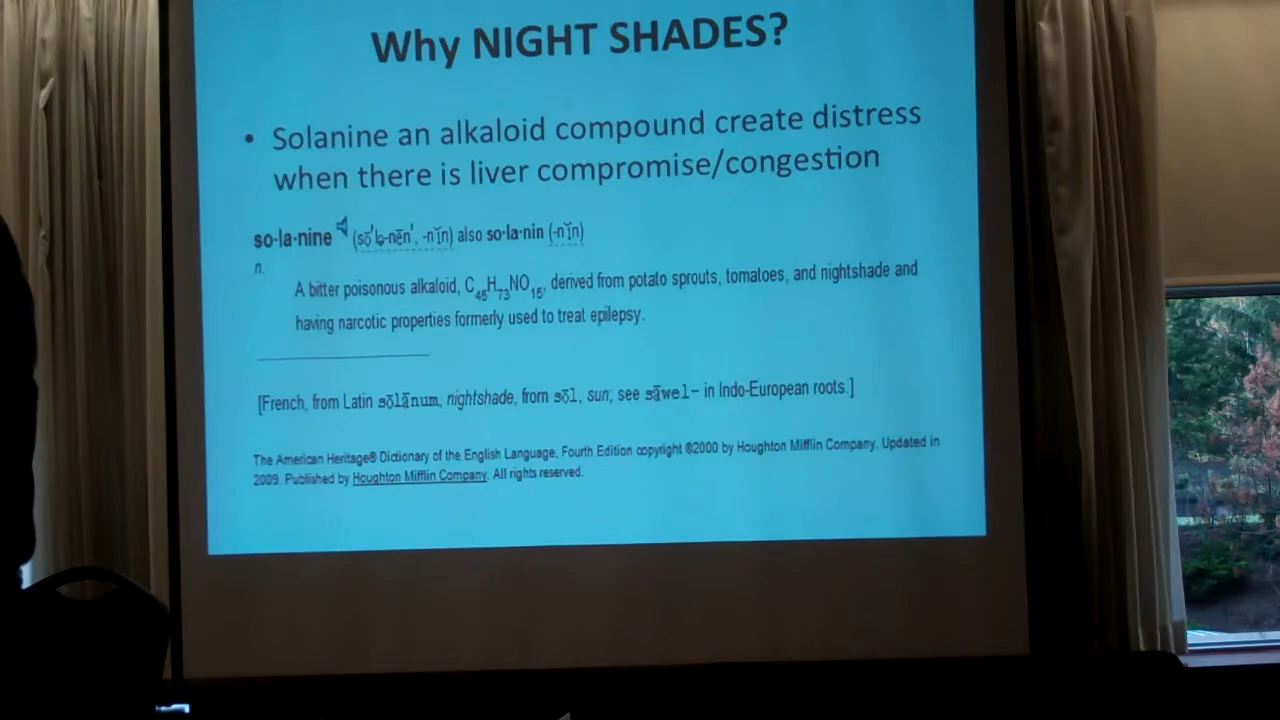 Why NIGHT SHADES?
• Solanine an alkaloid compound create distress
when there is liver compromise/congestion
so·la·nine (sō′lə-nēn′, -nĭn) also so·la·nin (-nĭn)
n.
A bitter poisonous alkaloid, C45H73NO15, derived from potato sprouts, tomatoes, and nightshade and
having narcotic properties formerly used to treat epilepsy.
[French, from Latin sōlānum, nightshade, from sōl, sun; see sāwel- in Indo-European roots.]
The American Heritage® Dictionary of the English Language, Fourth Edition copyright ©2000 by Houghton Mifflin Company. Updated in
2009. Published by Houghton Mifflin Company. All rights reserved.